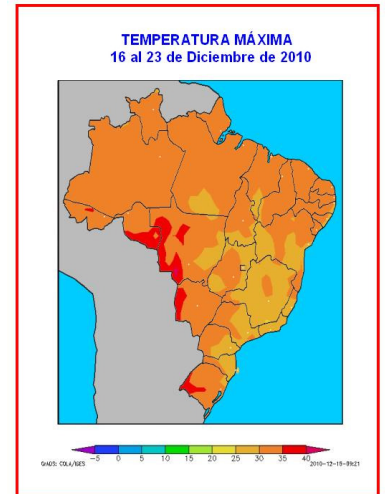 TEMPERATURA MÁXIMA
16 al 23 de Diciembre de 2010
-5 0 5 10 15 20 25 30 35 40
GrADS: COLA/IGES
2010-12-15-09:21